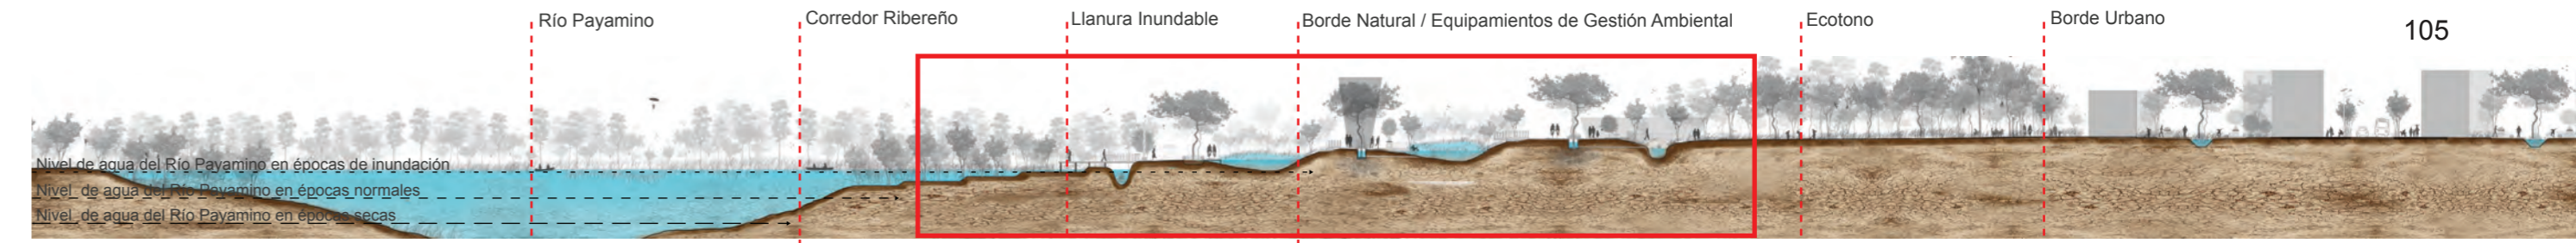 Río Payamino
Corredor Ribereño
Llanura Inundable
Borde Natural / Equipamientos de Gestión Ambiental
Ecotono
Borde Urbano
105
Nivel de agua del Río Payamino en épocas de inundación
Nivel de agua del Río Payamino en épocas normales
Nivel de agua del Río Payamino en épocas secas